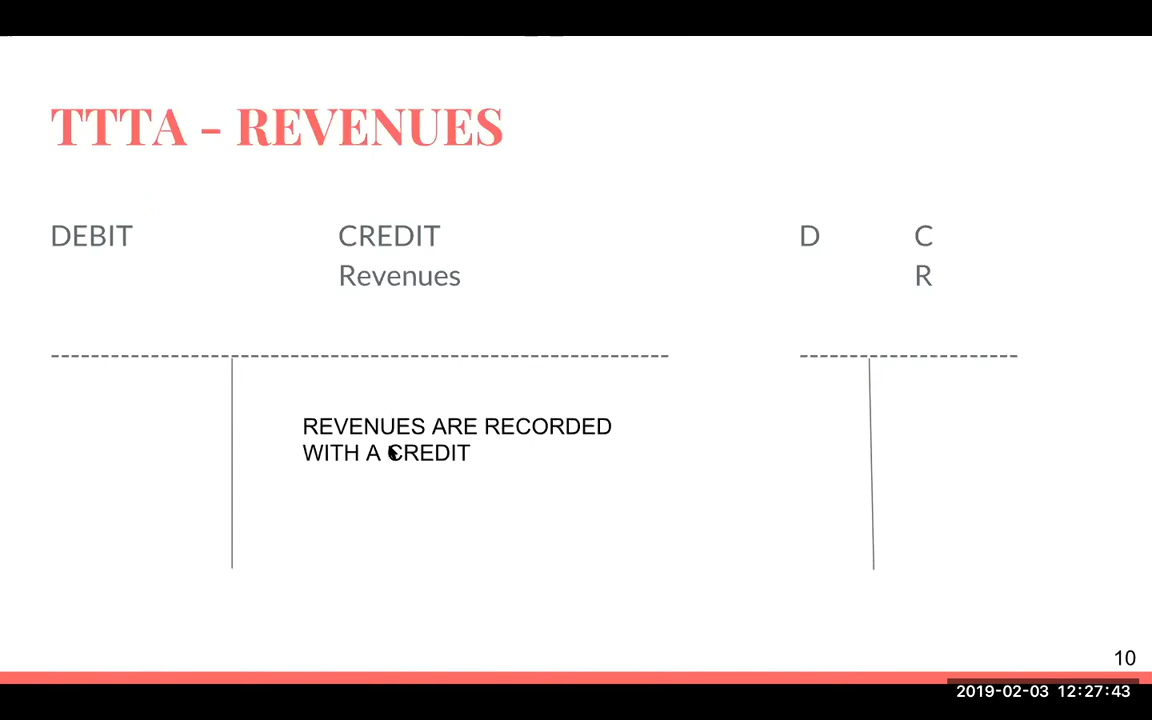 TTTA - REVENUES
DEBIT CREDIT D C
Revenues R
REVENUES ARE RECORDED
WITH A CREDIT
10
2019-02-03 12:27:43